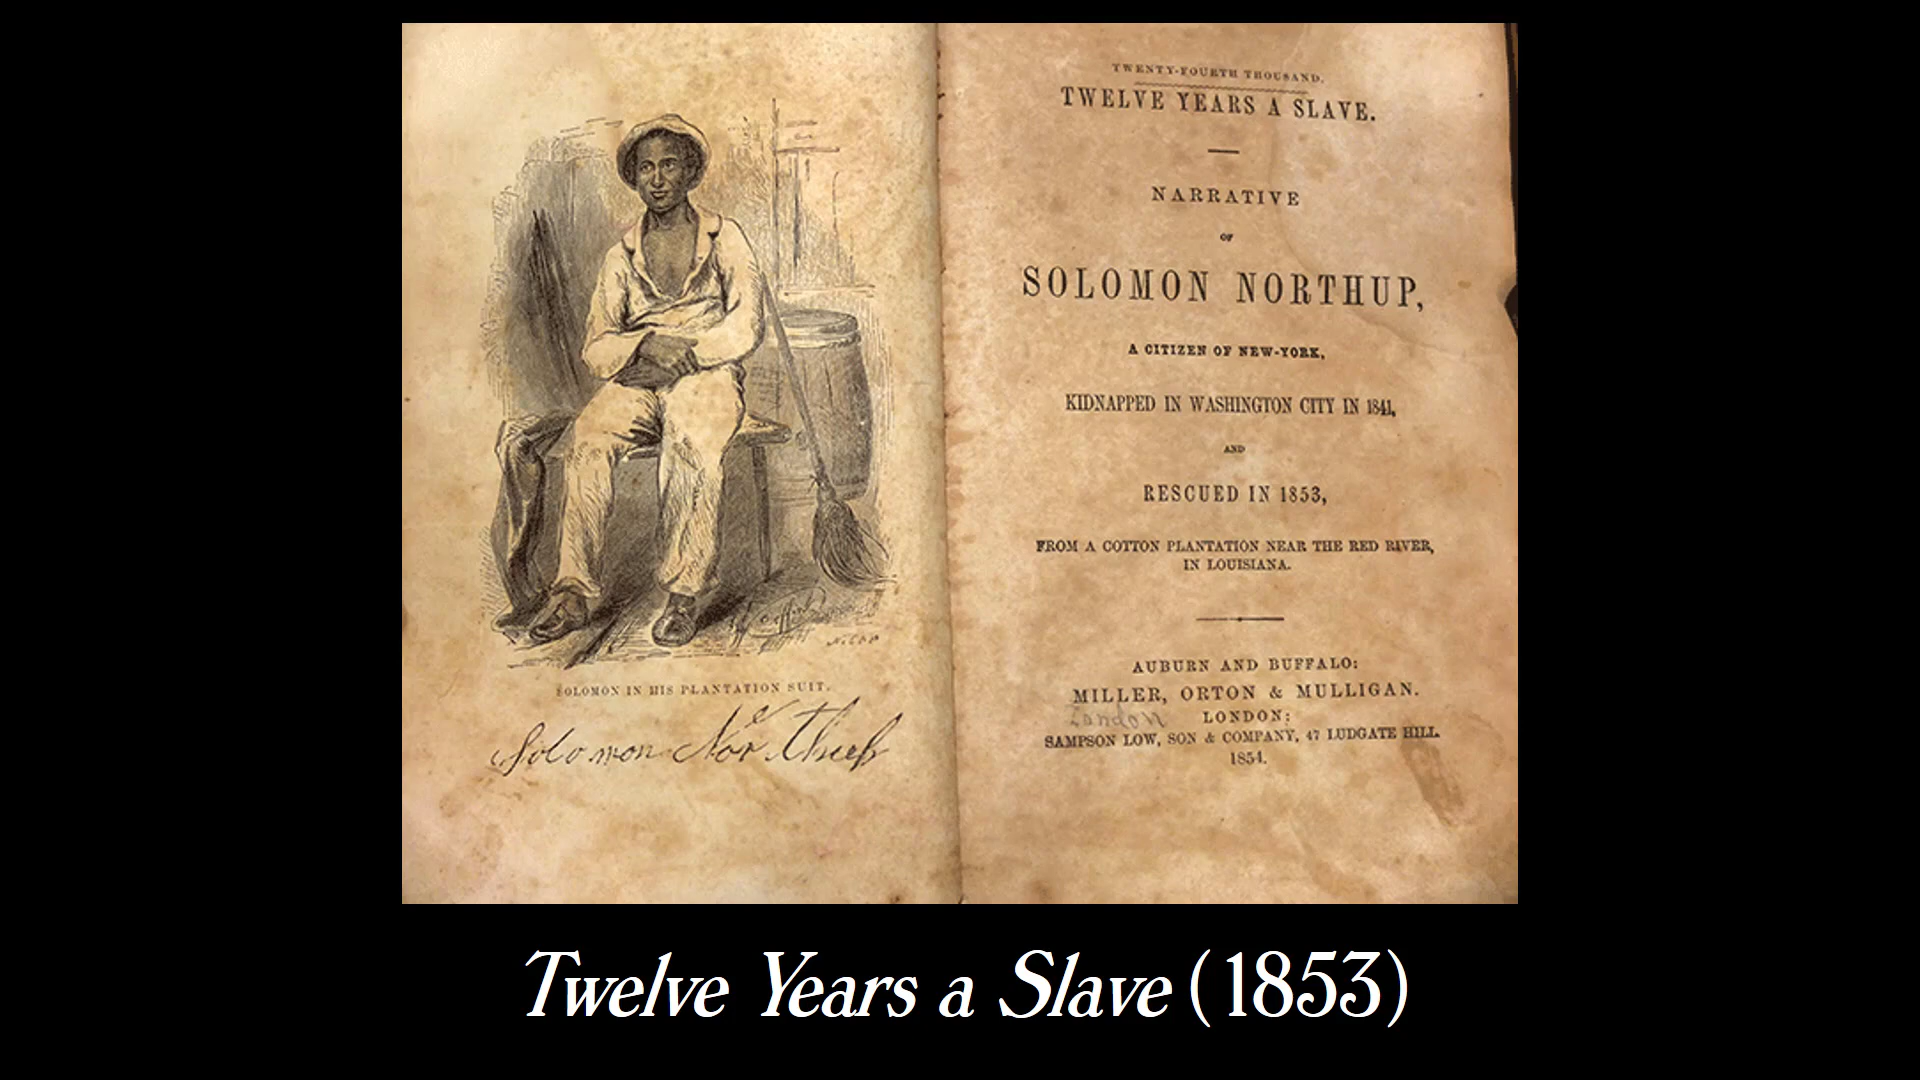 SOLOMON IN HIS PLANTATION SUIT.
Solomon Northup
TWENTY-FOURTH THOUSAND.
TWELVE YEARS A SLAVE.
NARRATIVE
OF
SOLOMON NORTHUP,
A CITIZEN OF NEW-YORK,
KIDNAPPED IN WASHINGTON CITY IN 1841,
AND
RESCUED IN 1853,
FROM A COTTON PLANTATION NEAR THE RED RIVER,
IN LOUISIANA.
AUBURN AND BUFFALO:
MILLER, ORTON & MULLIGAN.
London LONDON:
SAMPSON LOW, SON & COMPANY, 47 LUDGATE HILL.
1854.
Twelve Years a Slave (1853)